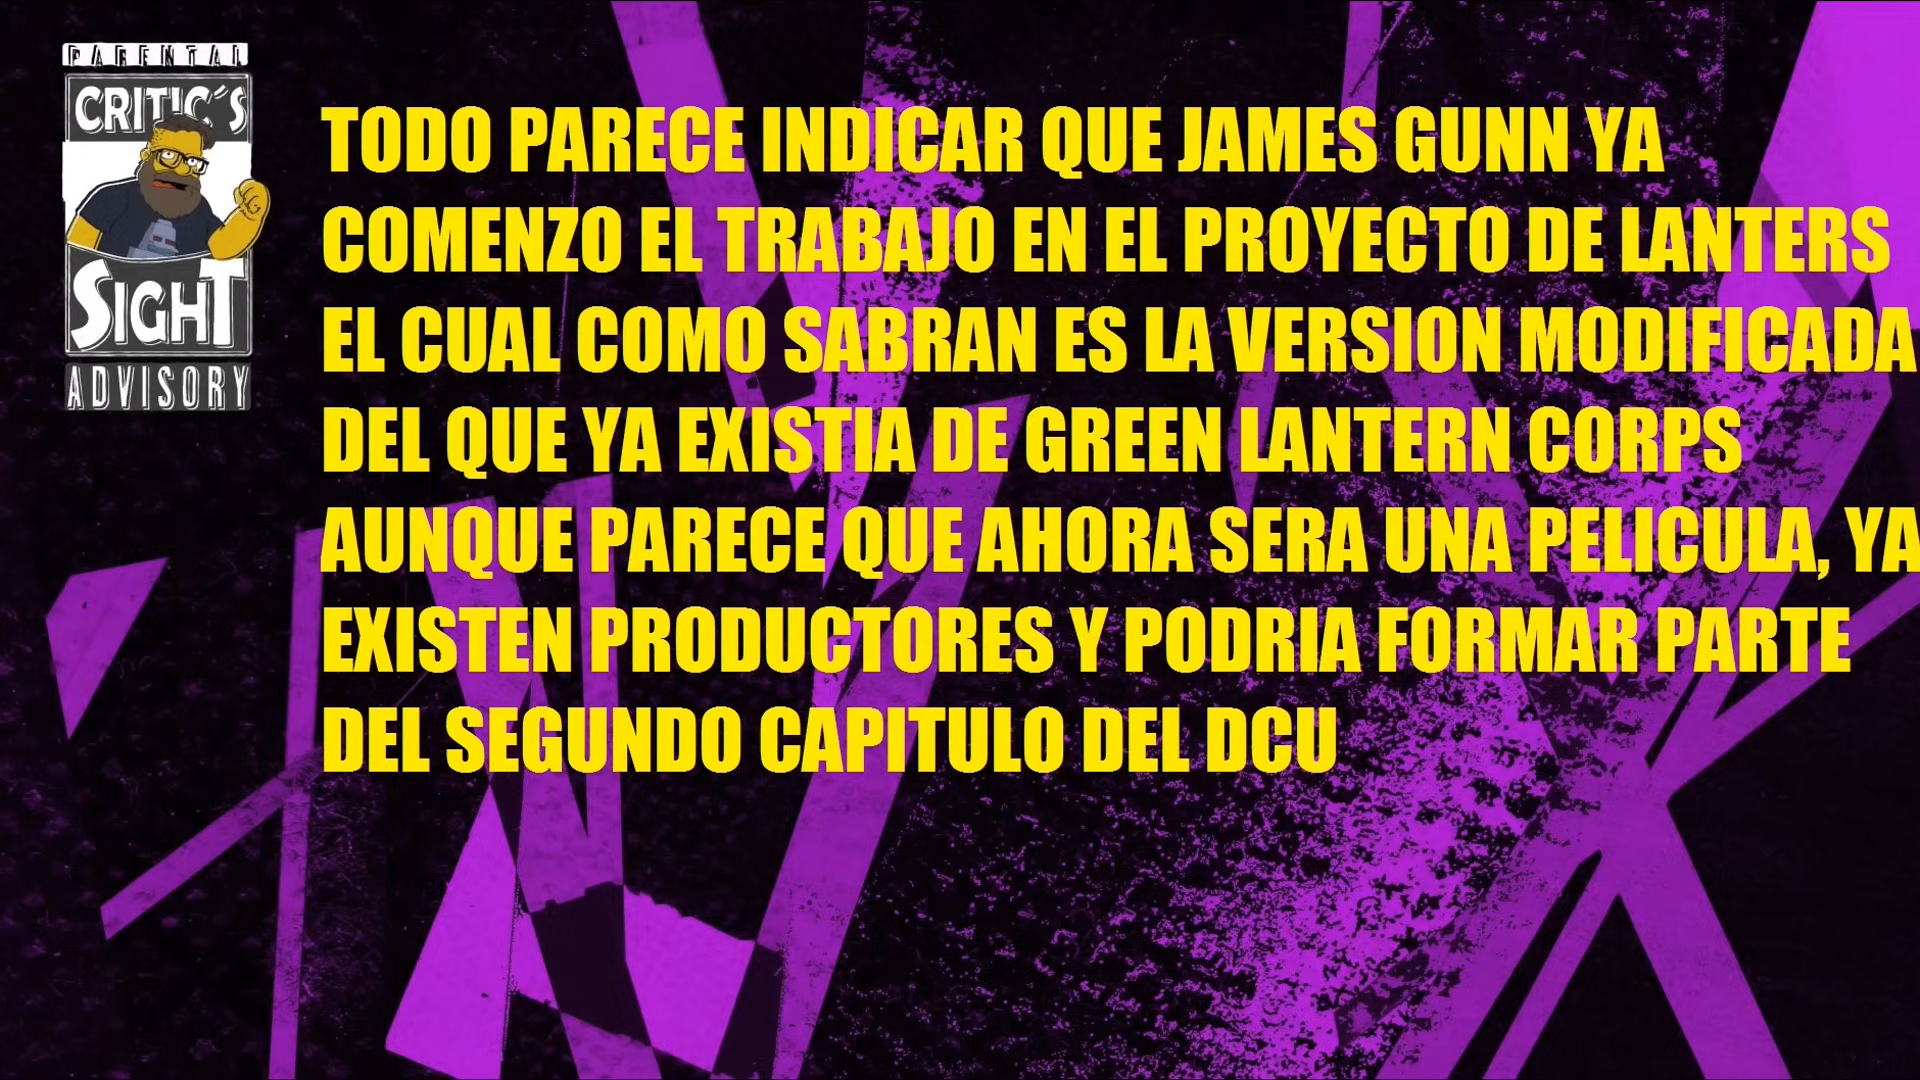 PARENTAL
CRITIC´S
SIGHT
ADVISORY
TODO PARECE INDICAR QUE JAMES GUNN YA
COMENZO EL TRABAJO EN EL PROYECTO DE LANTERS
EL CUAL COMO SABRAN ES LA VERSION MODIFICADA
DEL QUE YA EXISTIA DE GREEN LANTERN CORPS
AUNQUE PARECE QUE AHORA SERA UNA PELICULA, YA
EXISTEN PRODUCTORES Y PODRIA FORMAR PARTE
DEL SEGUNDO CAPITULO DEL DCU